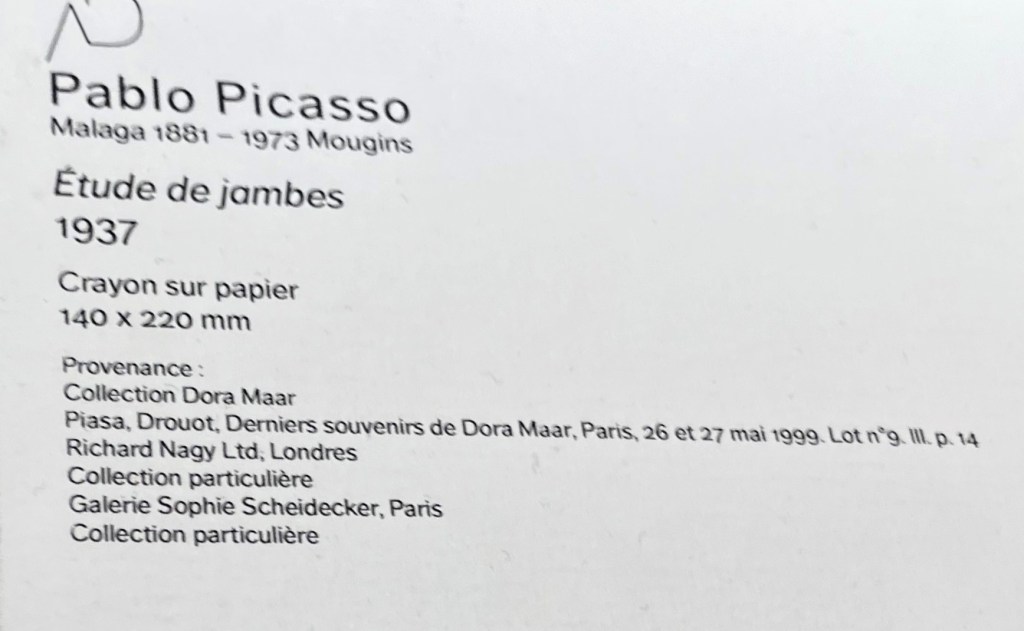 Pablo Picasso
Malaga 1881 – 1973 Mougins
Étude de jambes
1937
Crayon sur papier
140 x 220 mm
Provenance :
Collection Dora Maar
Piasa, Drouot, Derniers souvenirs de Dora Maar, Paris, 26 et 27 mai 1999. Lot n°9. Ill. p. 14
Richard Nagy Ltd, Londres
Collection particulière
Galerie Sophie Scheidecker, Paris
Collection particulière